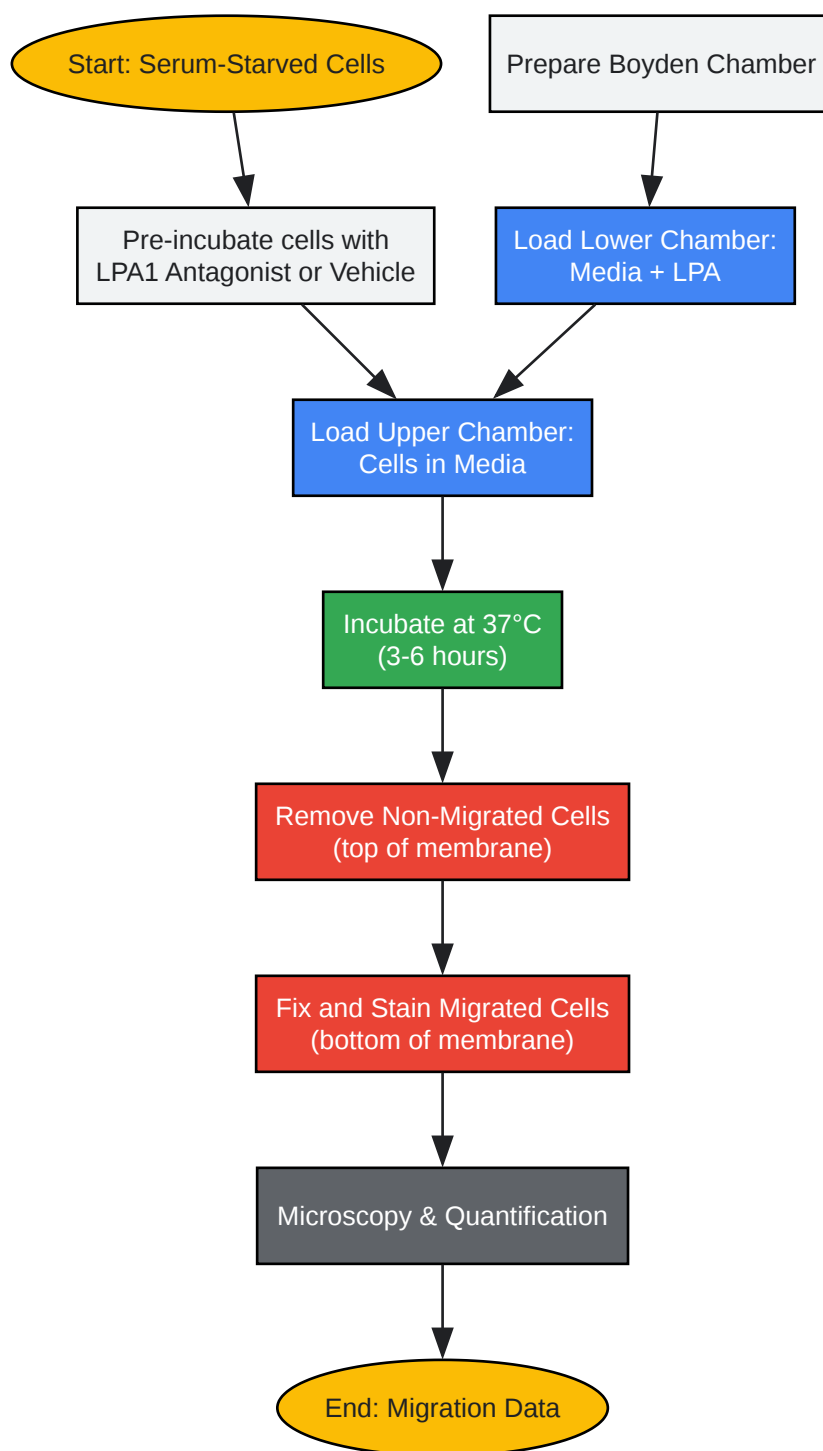 Start: Serum-Starved Cells
Prepare Boyden Chamber
Pre-incubate cells with
LPA1 Antagonist or Vehicle
Load Lower Chamber:
Media + LPA
Load Upper Chamber:
Cells in Media
Incubate at 37°C
(3-6 hours)
Remove Non-Migrated Cells
(top of membrane)
Fix and Stain Migrated Cells
(bottom of membrane)
Microscopy & Quantification
End: Migration Data